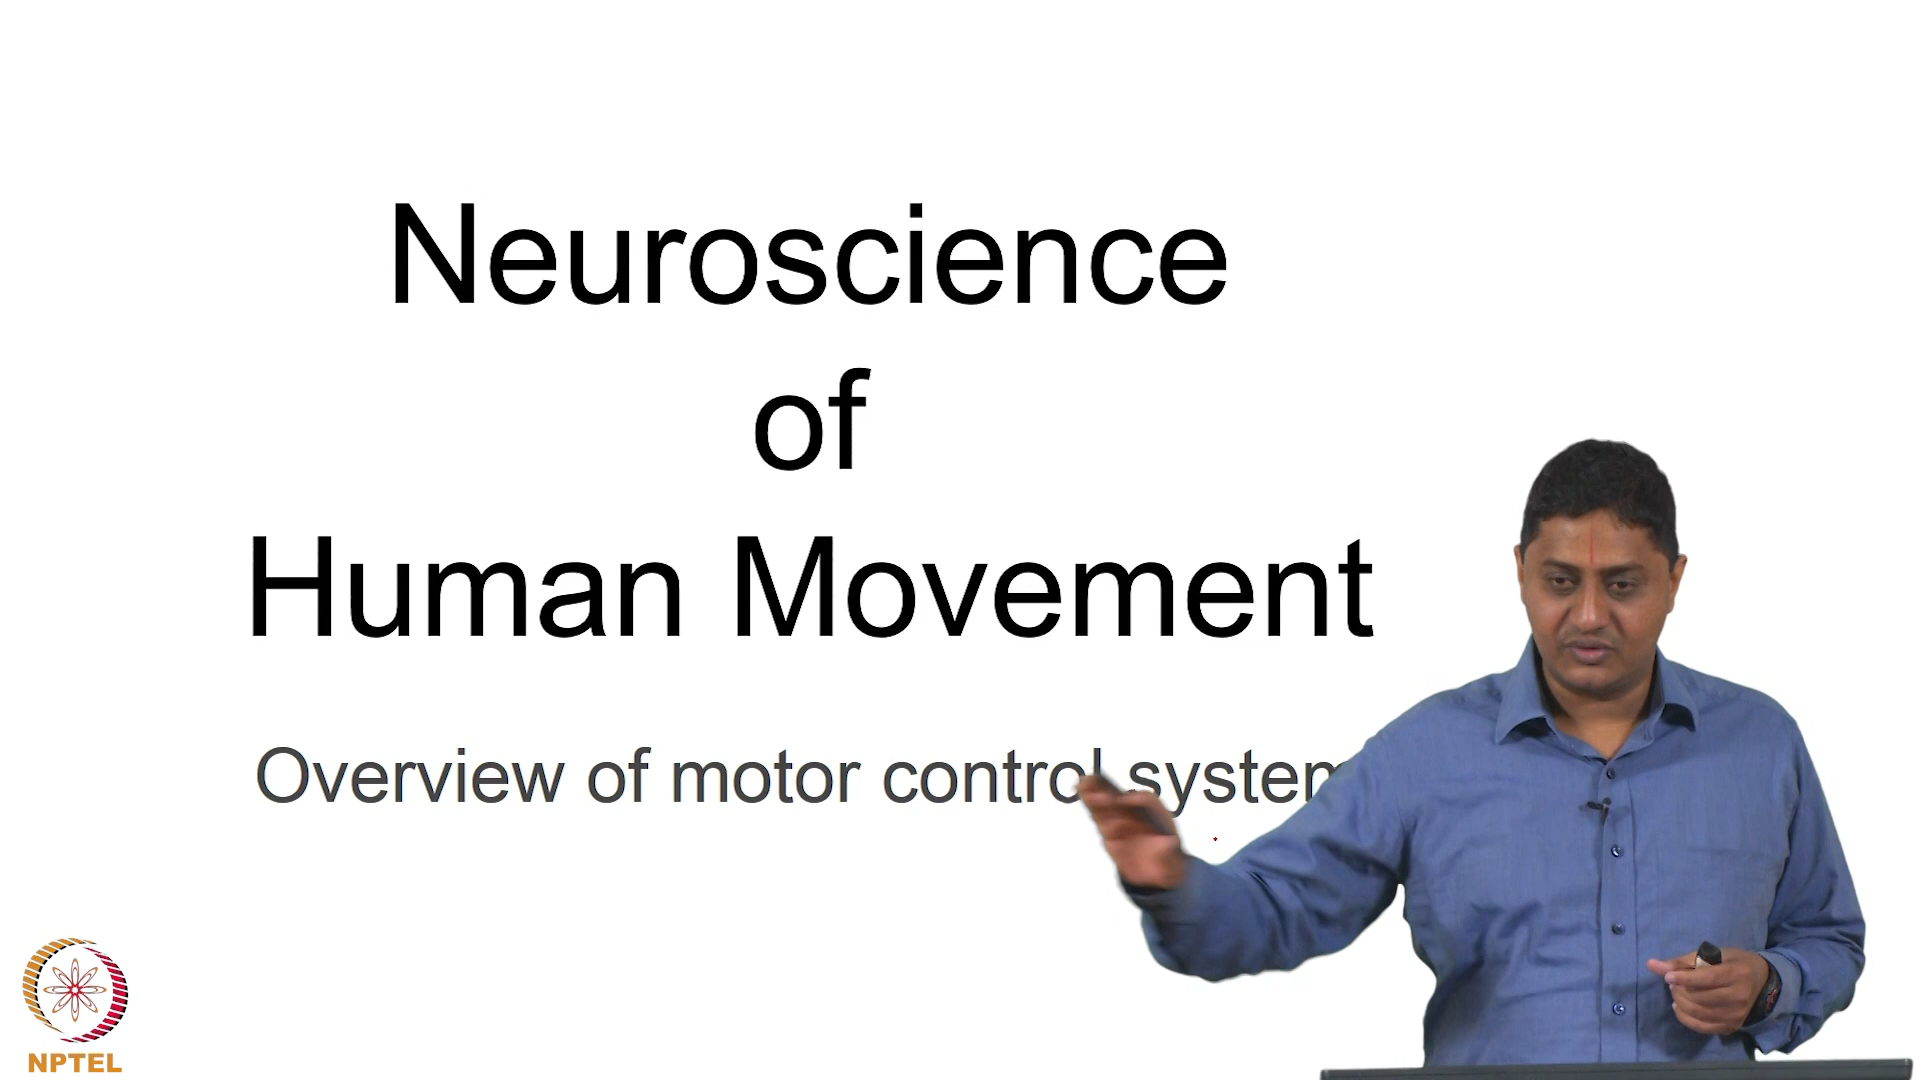 Neuroscience
of
Human Movement
Overview of motor control system
NPTEL